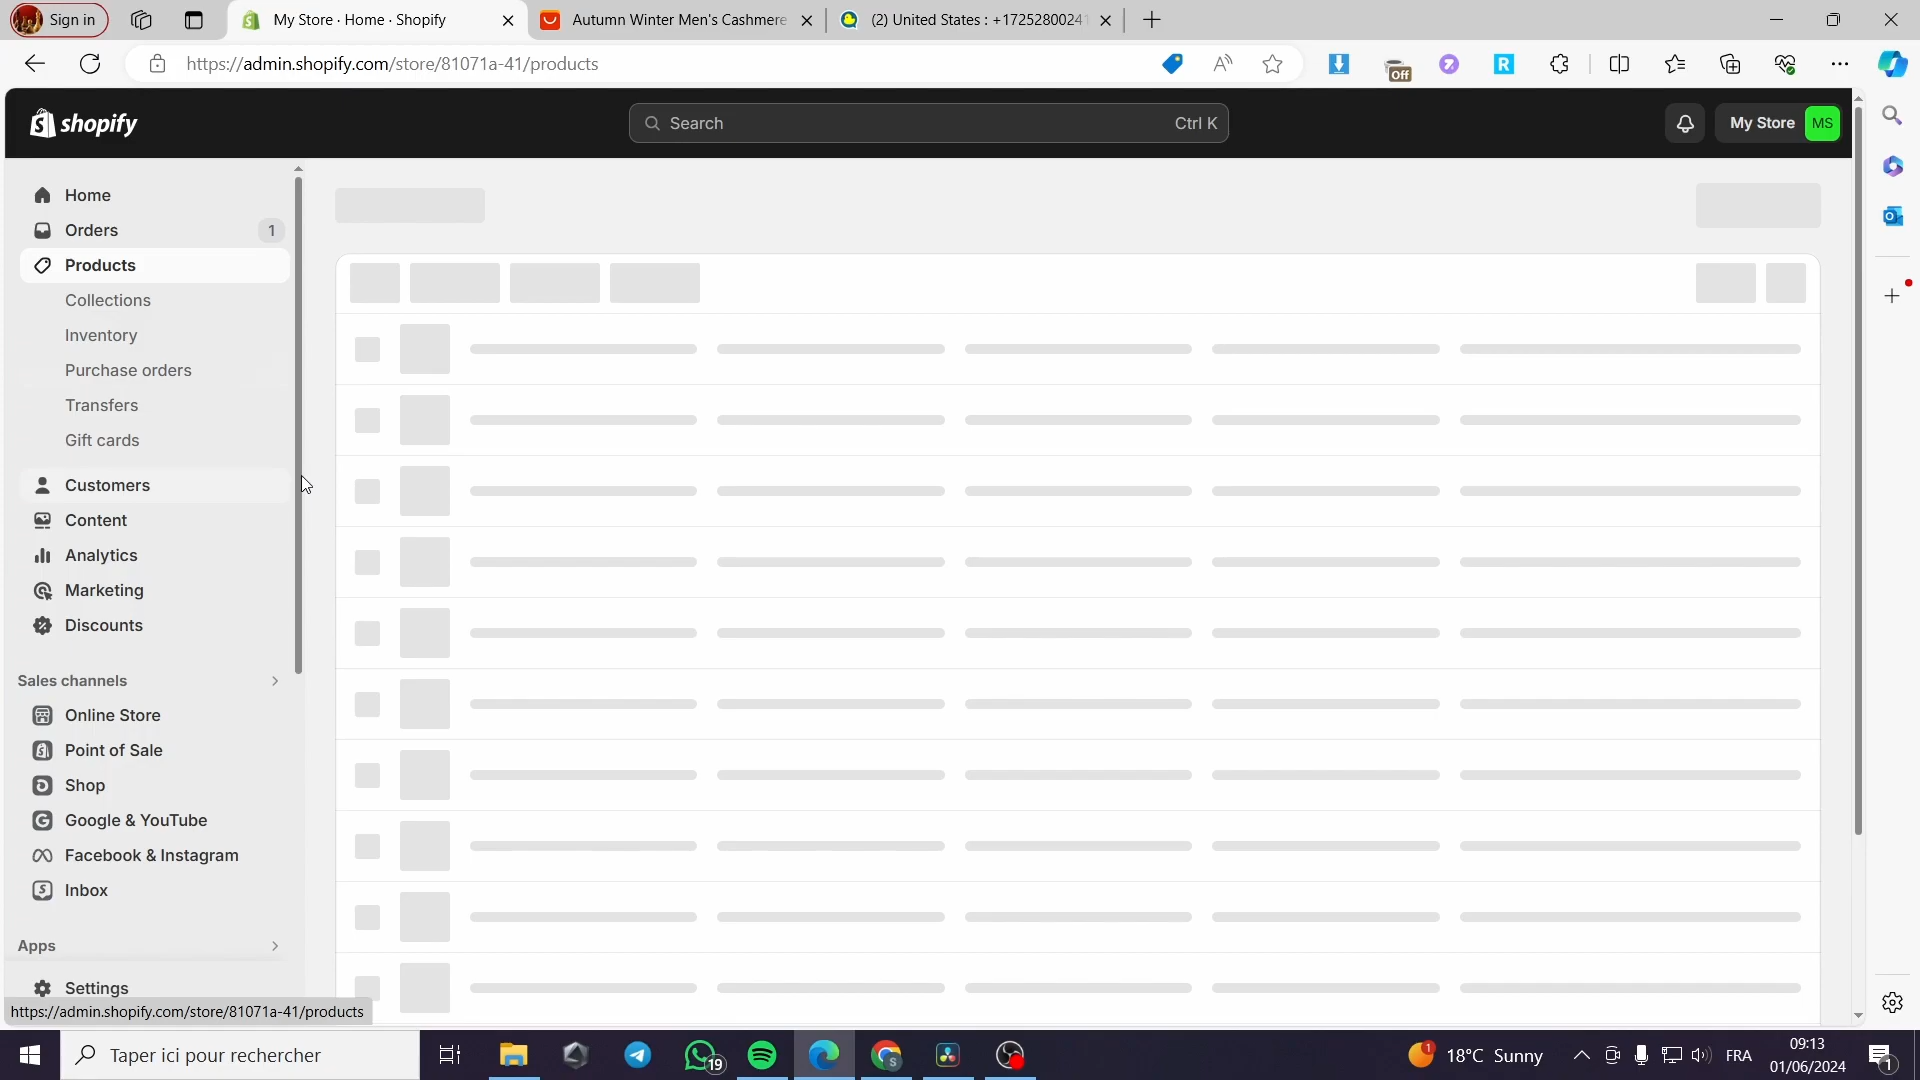 Sign in
My Store · Home · Shopify
Autumn Winter Men's Cashmere
(2) United States : +17252800241
https://admin.shopify.com/store/81071a-41/products
Off
shopify
Search
Ctrl K
My Store
MS
Home
Orders
1
Products
Collections
Inventory
Purchase orders
Transfers
Gift cards
Customers
Content
Analytics
Marketing
Discounts
Sales channels
Online Store
Point of Sale
Shop
Google & YouTube
Facebook & Instagram
Inbox
Apps
Settings
https://admin.shopify.com/store/81071a-41/products
Taper ici pour rechercher
19
1
18°C Sunny
FRA
09:13
01/06/2024
1